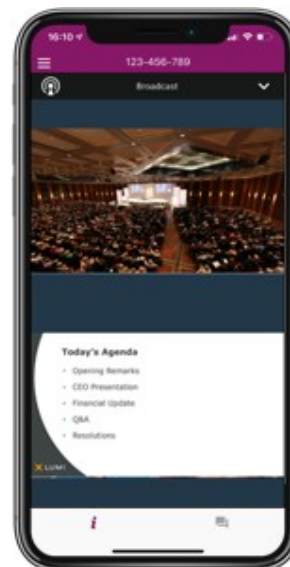 16:10
123-456-789
Broadcast
Today's Agenda
Opening Remarks
CEO Presentation
Financial Update
Q&A
Resolutions
LUMI
i